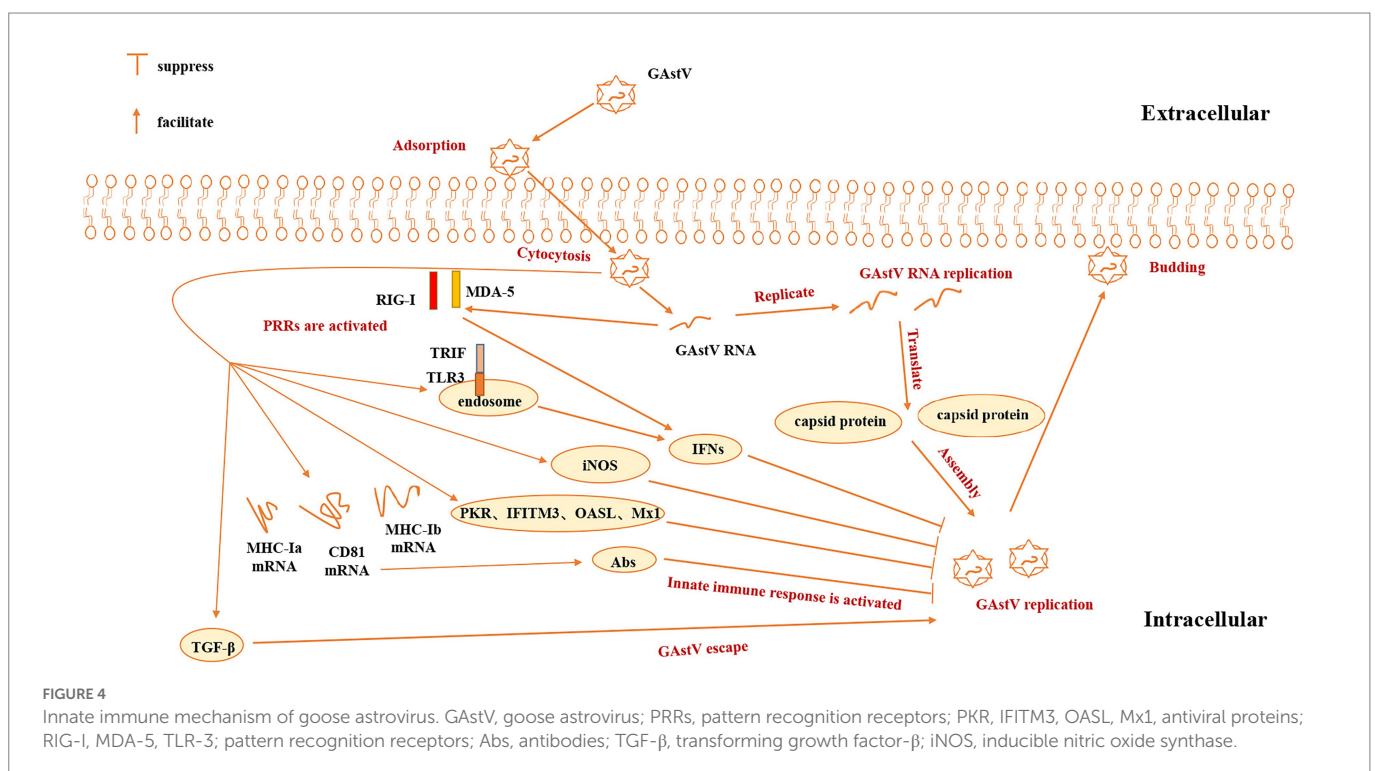 suppress
GAstV
facilitate
Extracellular
Adsorption
Cytocytosis
GAstV RNA replication
Budding
RIG-I
MDA-5
Replicate
PRRs are activated
GAstV RNA
Translate
TRIF
TLR3
endosome
capsid protein
capsid protein
IFNs
iNOS
Assembly
PKR、IFITM3、OASL、Mx1
MHC-Ia
mRNA
CD81
mRNA
MHC-Ib
mRNA
Abs
Innate immune response is activated
GAstV replication
Intracellular
TGF-β
GAstV escape
FIGURE 4
Innate immune mechanism of goose astrovirus. GAstV, goose astrovirus; PRRs, pattern recognition receptors; PKR, IFITM3, OASL, Mx1, antiviral proteins;
RIG-I, MDA-5, TLR-3; pattern recognition receptors; Abs, antibodies; TGF-β, transforming growth factor-β; iNOS, inducible nitric oxide synthase.